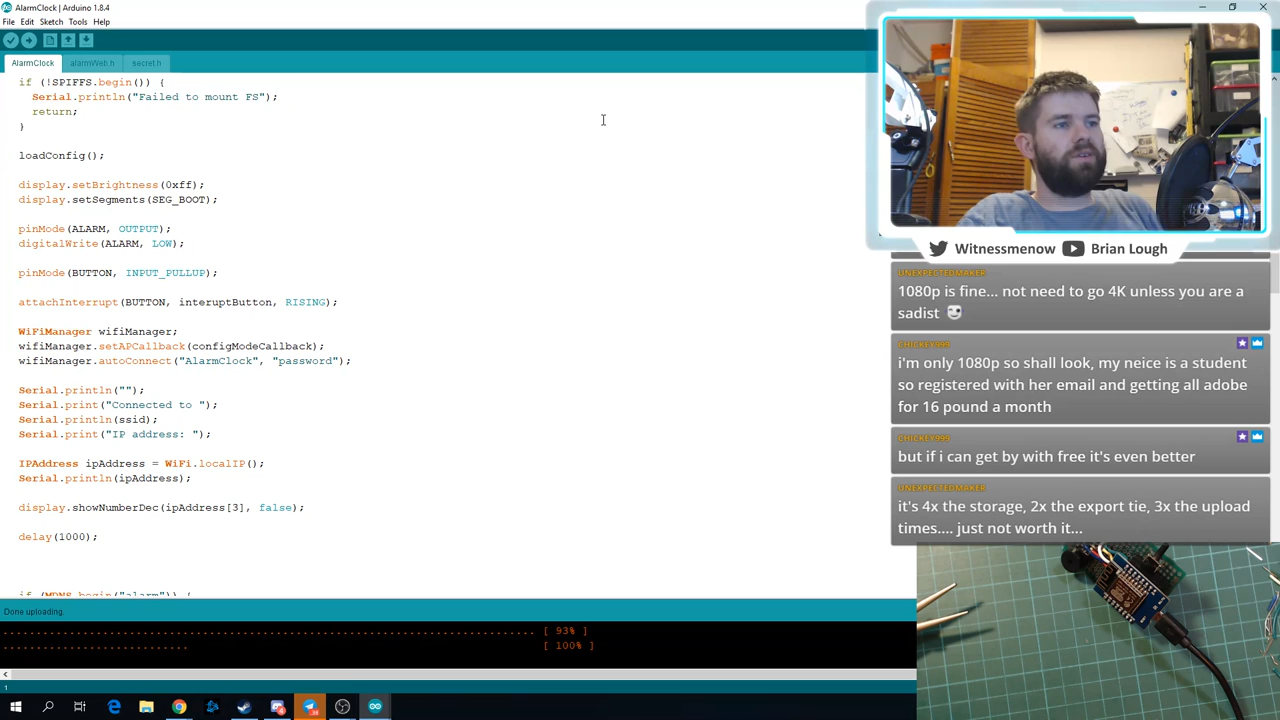 AlarmClock | Arduino 1.8.4
File Edit Sketch Tools Help
AlarmClock alarmWeb.h secret.h
if (!SPIFFS.begin()) {
Serial.println("Failed to mount FS");
return;
}
loadConfig();
display.setBrightness(0xff);
display.setSegments(SEG_BOOT);
pinMode(ALARM, OUTPUT);
digitalWrite(ALARM, LOW);
pinMode(BUTTON, INPUT_PULLUP);
attachInterrupt(BUTTON, interuptButton, RISING);
WiFiManager wifiManager;
wifiManager.setAPCallback(configModeCallback);
wifiManager.autoConnect("AlarmClock", "password");
Serial.println("");
Serial.print("Connected to ");
Serial.println(ssid);
Serial.print("IP address: ");
IPAddress ipAddress = WiFi.localIP();
Serial.println(ipAddress);
display.showNumberDec(ipAddress[3], false);
delay(1000);
if (MDNS.begin("alarm")) {
Done uploading.
................................................................................ [ 93% ]
............................ [ 100% ]
1
Witnessmenow Brian Lough
UNEXPECTEDMAKER
1080p is fine... not need to go 4K unless you are a
sadist
CHICKEY999
i'm only 1080p so shall look, my neice is a student
so registered with her email and getting all adobe
for 16 pound a month
CHICKEY999
but if i can get by with free it's even better
UNEXPECTEDMAKER
it's 4x the storage, 2x the export tie, 3x the upload
times.... just not worth it...